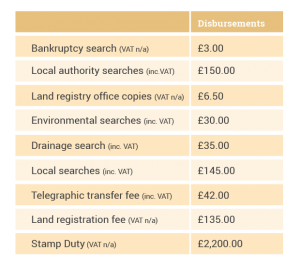 Disbursements
Bankruptcy search (VAT n/a) £3.00
Local authority searches (inc. VAT) £150.00
Land registry office copies (VAT n/a) £6.50
Environmental searches (inc. VAT) £30.00
Drainage search (inc. VAT) £35.00
Local searches (inc. VAT) £145.00
Telegraphic transfer fee (inc. VAT) £42.00
Land registration fee (VAT n/a) £135.00
Stamp Duty (VAT n/a) £2,200.00